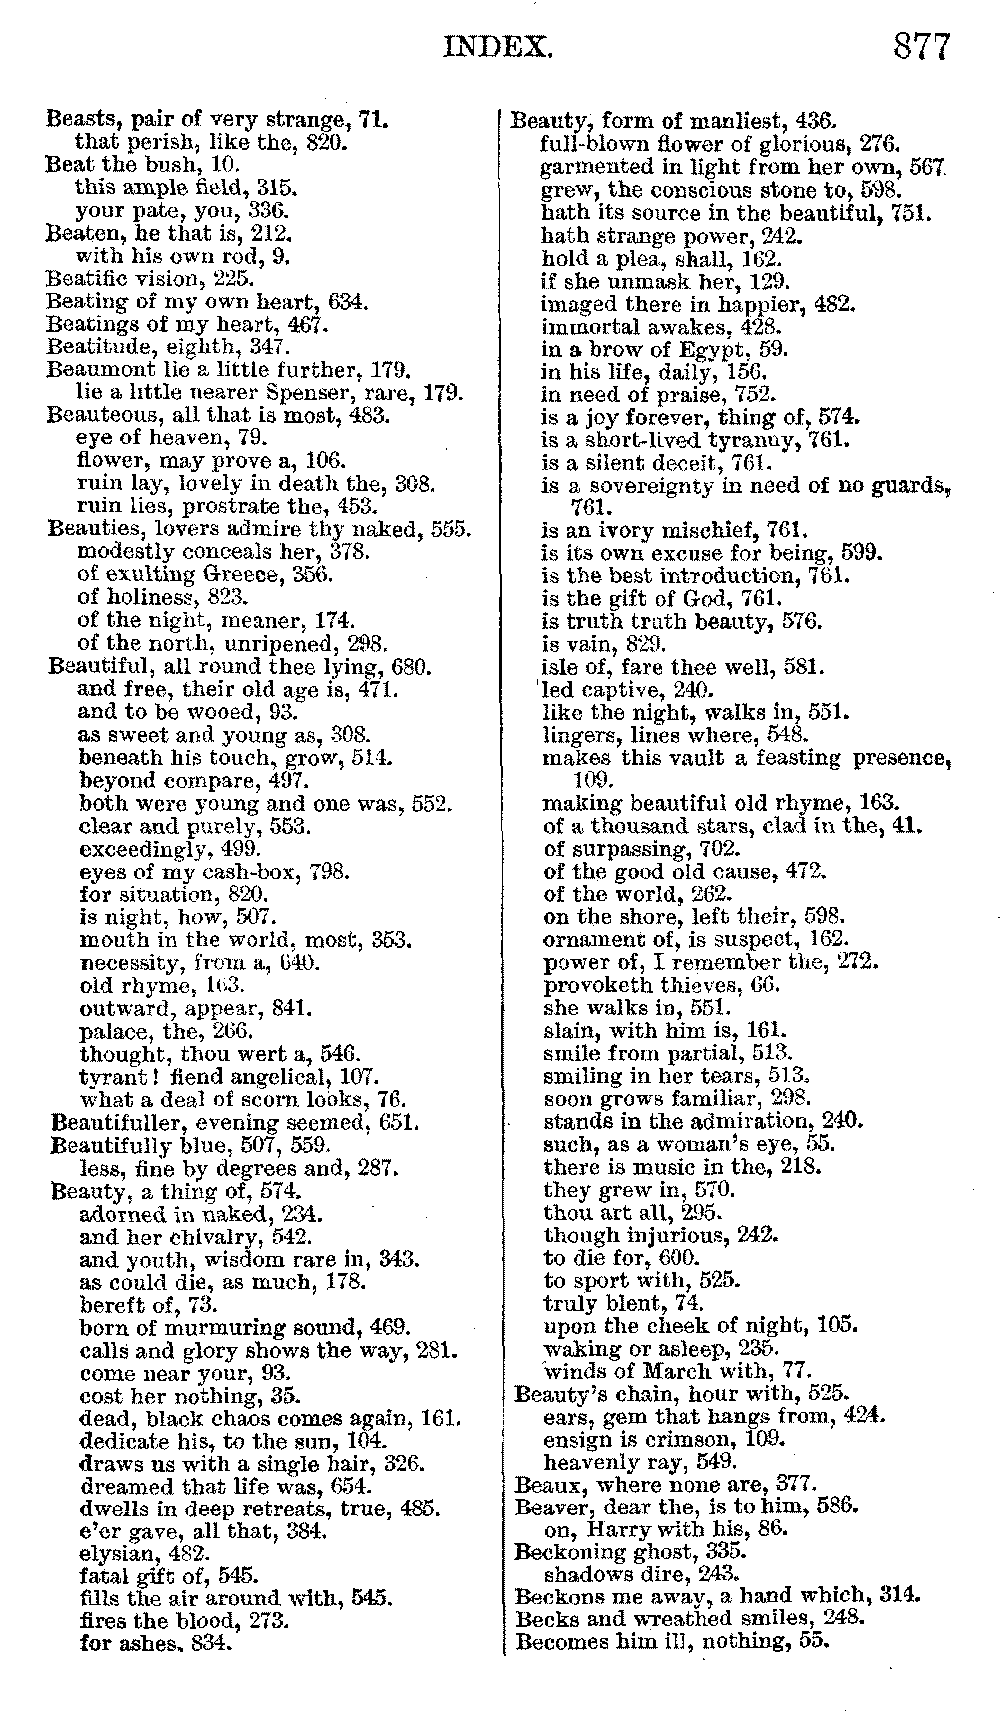 INDEX.
877
Beasts, pair of very strange, 71.
that perish, like the, 820.
Beat the bush, 10.
this ample field, 315.
your pate, you, 336.
Beaten, he that is, 212.
with his own rod, 9.
Beatific vision, 225.
Beating of my own heart, 634.
Beatings of my heart, 467.
Beatitude, eighth, 347.
Beaumont lie a little further, 179.
lie a little nearer Spenser, rare, 179.
Beauteous, all that is most, 483.
eye of heaven, 79.
flower, may prove a, 106.
ruin lay, lovely in death the, 308.
ruin lies, prostrate the, 453.
Beauties, lovers admire thy naked, 555.
modestly conceals her, 378.
of exulting Greece, 356.
of holiness, 823.
of the night, meaner, 174.
of the north, unripened, 298.
Beautiful, all round thee lying, 680.
and free, their old age is, 471.
and to be wooed, 93.
as sweet and young as, 308.
beneath his touch, grow, 514.
beyond compare, 497.
both were young and one was, 552.
clear and purely, 553.
exceedingly, 499.
eyes of my cash-box, 798.
for situation, 820.
is night, how, 507.
mouth in the world, most, 353.
necessity, from a, 640.
old rhyme, 163.
outward, appear, 841.
palace, the, 266.
thought, thou wert a, 546.
tyrant! fiend angelical, 107.
what a deal of scorn looks, 76.
Beautifuller, evening seemed, 651.
Beautifully blue, 507, 559.
less, fine by degrees and, 287.
Beauty, a thing of, 574.
adorned in naked, 234.
and her chivalry, 542.
and youth, wisdom rare in, 343.
as could die, as much, 178.
bereft of, 73.
born of murmuring sound, 469.
calls and glory shows the way, 281.
come near your, 93.
cost her nothing, 35.
dead, black chaos comes again, 161.
dedicate his, to the sun, 104.
draws us with a single hair, 326.
dreamed that life was, 654.
dwells in deep retreats, true, 485.
e'er gave, all that, 384.
elysian, 482.
fatal gift of, 545.
fills the air around with, 545.
fires the blood, 273.
for ashes, 834.
Beauty, form of manliest, 436.
full-blown flower of glorious, 276.
garmented in light from her own, 567.
grew, the conscious stone to, 598.
hath its source in the beautiful, 751.
hath strange power, 242.
hold a plea, shall, 162.
if she unmask her, 129.
imaged there in happier, 482.
immortal awakes, 428.
in a brow of Egypt, 59.
in his life, daily, 156.
in need of praise, 752.
is a joy forever, thing of, 574.
is a short-lived tyranny, 761.
is a silent deceit, 761.
is a sovereignty in need of no guards,
761.
is an ivory mischief, 761.
is its own excuse for being, 599.
is the best introduction, 761.
is the gift of God, 761.
is truth truth beauty, 576.
is vain, 829.
isle of, fare thee well, 581.
led captive, 240.
like the night, walks in, 551.
lingers, lines where, 548.
makes this vault a feasting presence,
109.
making beautiful old rhyme, 163.
of a thousand stars, clad in the, 41.
of surpassing, 702.
of the good old cause, 472.
of the world, 262.
on the shore, left their, 598.
ornament of, is suspect, 162.
power of, I remember the, 272.
provoketh thieves, 66.
she walks in, 551.
slain, with him is, 161.
smile from partial, 513.
smiling in her tears, 513.
soon grows familiar, 298.
stands in the admiration, 240.
such, as a woman's eye, 55.
there is music in the, 218.
they grew in, 570.
thou art all, 295.
though injurious, 242.
to die for, 600.
to sport with, 525.
truly blent, 74.
upon the cheek of night, 105.
waking or asleep, 235.
winds of March with, 77.
Beauty's chain, hour with, 525.
ears, gem that hangs from, 424.
ensign is crimson, 109.
heavenly ray, 549.
Beaux, where none are, 377.
Beaver, dear the, is to him, 586.
on, Harry with his, 86.
Beckoning ghost, 335.
shadows dire, 243.
Beckons me away, a hand which, 314.
Becks and wreathed smiles, 248.
Becomes him ill, nothing, 55.